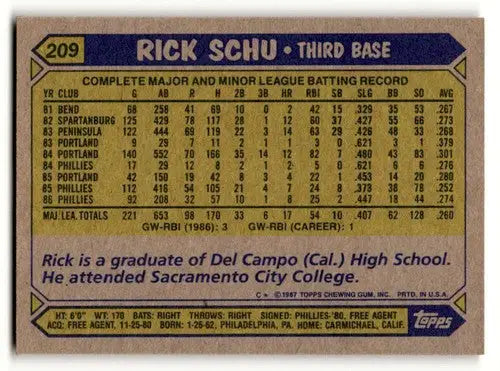 209 RICK SCHU • THIRD BASE
COMPLETE MAJOR AND MINOR LEAGUE BATTING RECORD
YR CLUB G AB R H 2B 3B HR RBI SB SLG BB SO AVG
81 BEND 68 258 41 69 10 0 2 42 15 .329 35 53 .267
82 SPARTANBURG 125 429 78 117 28 1 12 60 21 .431 53 64 .273
83 PENINSULA 122 444 69 119 22 3 14 63 29 .426 48 33 .268
83 PORTLAND 9 29 7 11 2 0 0 2 2 .448 1 3 .379
84 PORTLAND 140 552 70 166 35 14 12 82 7 .480 43 83 .301
84 PHILLIES 17 29 12 8 2 1 2 5 0 .621 6 6 .276
85 PORTLAND 42 150 19 42 8 3 4 22 3 .453 14 20 .280
85 PHILLIES 112 416 54 105 21 4 7 24 8 .373 38 78 .252
86 PHILLIES 92 208 32 57 10 1 8 25 2 .447 18 44 .274
MAJ. LEA. TOTALS 221 653 98 170 33 6 17 54 10 .407 62 128 .260
GW-RBI (1986): 3 GW-RBI (CAREER): 1
Rick is a graduate of Del Campo (Cal.) High School.
He attended Sacramento City College.
C * © 1987 TOPPS CHEWING GUM, INC. PRTD. IN U.S.A.
HT: 6'0" WT: 170 BATS: RIGHT THROWS: RIGHT SIGNED: PHILLIES-'80, FREE AGENT
ACQ: FREE AGENT, 11-25-80 BORN: 1-26-62, PHILADELPHIA, PA. HOME: CARMICHAEL, CALIF.
Topps